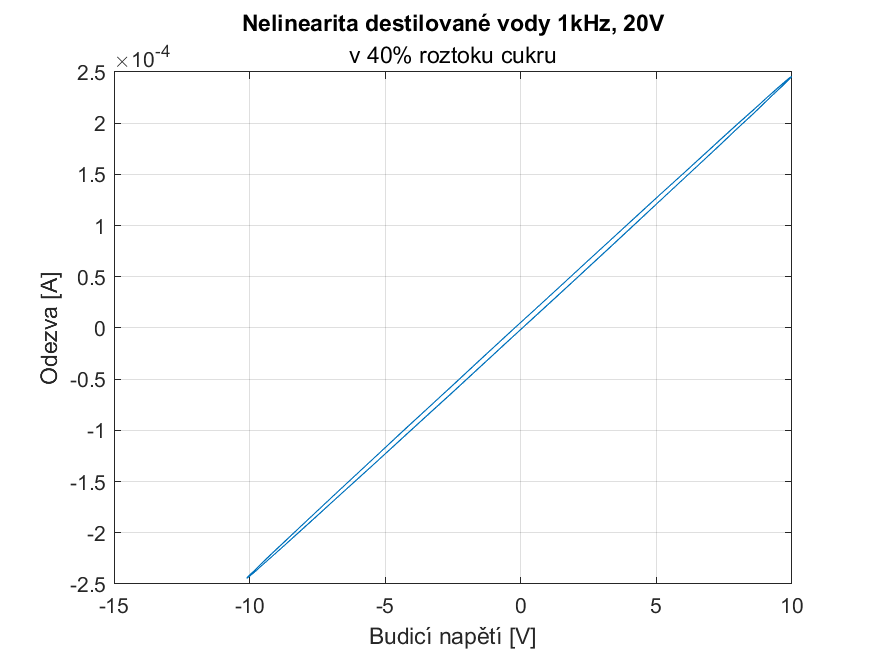 Nelinearita destilované vody 1kHz, 20V
v 40% roztoku cukru
×10-4
2.5
2
1.5
1
0.5
0
-0.5
-1
-1.5
-2
-2.5
Odezva [A]
-15 -10 -5 0 5 10
Budicí napětí [V]